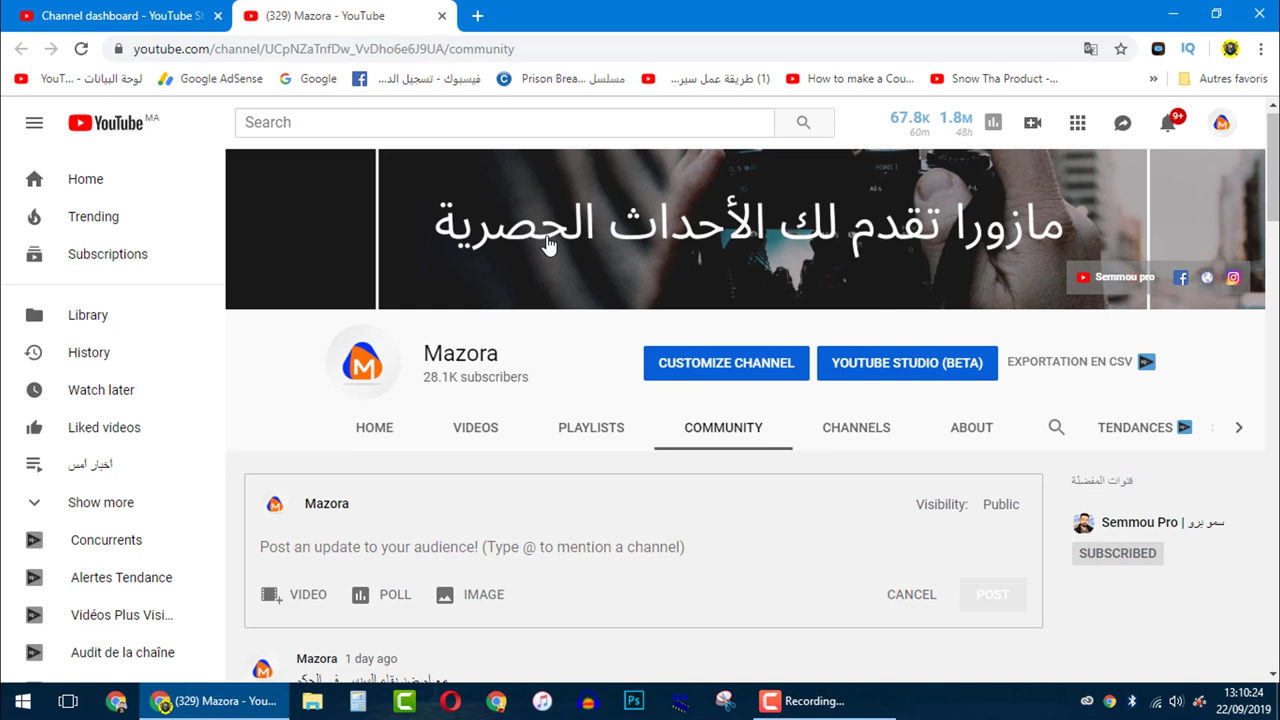 Channel dashboard - YouTube St
(329) Mazora - YouTube
youtube.com/channel/UCpNZaTnfDw_VvDho6e6J9UA/community
YouT... - لوحة البيانات
Google AdSense
Google
فيسبوك - تسجيل الد...
مسلسل Prison Brea...
(1) طريقة عمل سير...
How to make a Cou...
Snow Tha Product -...
»
Autres favoris
YouTube MA
Search
67.8K 60m
1.8M 48h
9+
Home
Trending
Subscriptions
Library
History
Watch later
Liked videos
أخبار أمس
Show more
Concurrents
Alertes Tendance
Vidéos Plus Visi...
Audit de la chaîne
مازورا تقدم لك الأحداث الحصرية
Semmou pro
Mazora
28.1K subscribers
CUSTOMIZE CHANNEL
YOUTUBE STUDIO (BETA)
EXPORTATION EN CSV
HOME VIDEOS PLAYLISTS COMMUNITY CHANNELS ABOUT TENDANCES
Mazora
Visibility: Public
Post an update to your audience! (Type @ to mention a channel)
VIDEO POLL IMAGE
CANCEL POST
Mazora 1 day ago
قنوات المفضلة
Semmou Pro | سمو برو
SUBSCRIBED
(329) Mazora - You...
Recording...
13:10:24
22/09/2019